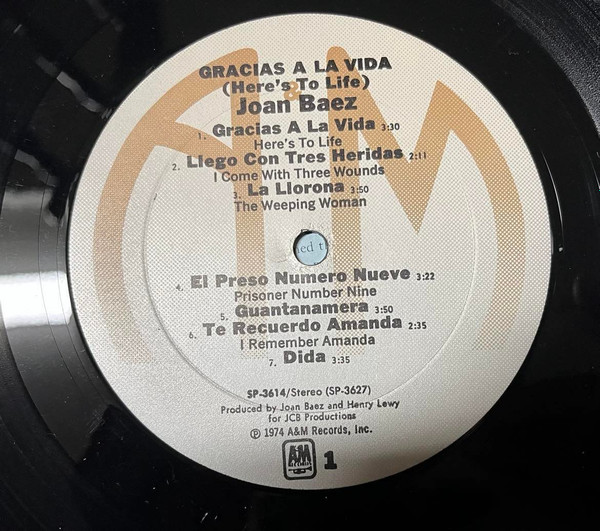 GRACIAS A LA VIDA
(Here's To Life)
Joan Baez
1. Gracias A La Vida 3:30
Here's To Life
2. Llego Con Tres Heridas 2:11
I Come With Three Wounds
3. La Llorona 3:50
The Weeping Woman
ed t
4. El Preso Numero Nueve 3:22
Prisoner Number Nine
5. Guantanamera 3:50
6. Te Recuerdo Amanda 2:35
I Remember Amanda
7. Dida 3:35
SP-3614/Stereo (SP-3627)
Produced by Joan Baez and Henry Lewy
for JCB Productions
℗ 1974 A&M Records, Inc.
A&M
RECORDS
1